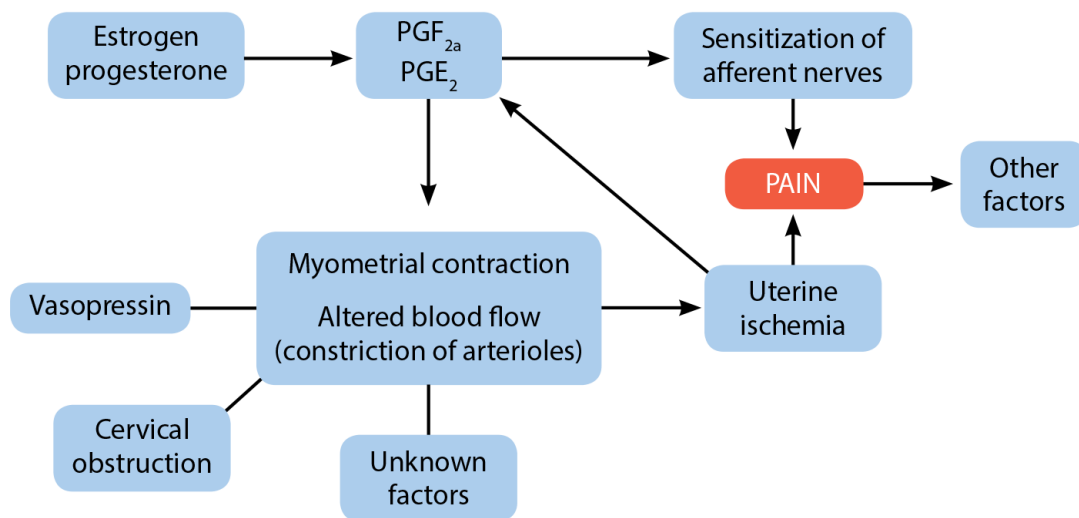 Estrogen
progesterone
PGF₂ₐ
PGE₂
Sensitization of
afferent nerves
PAIN
Other
factors
Myometrial contraction
Altered blood flow
(constriction of arterioles)
Uterine
ischemia
Vasopressin
Cervical
obstruction
Unknown
factors